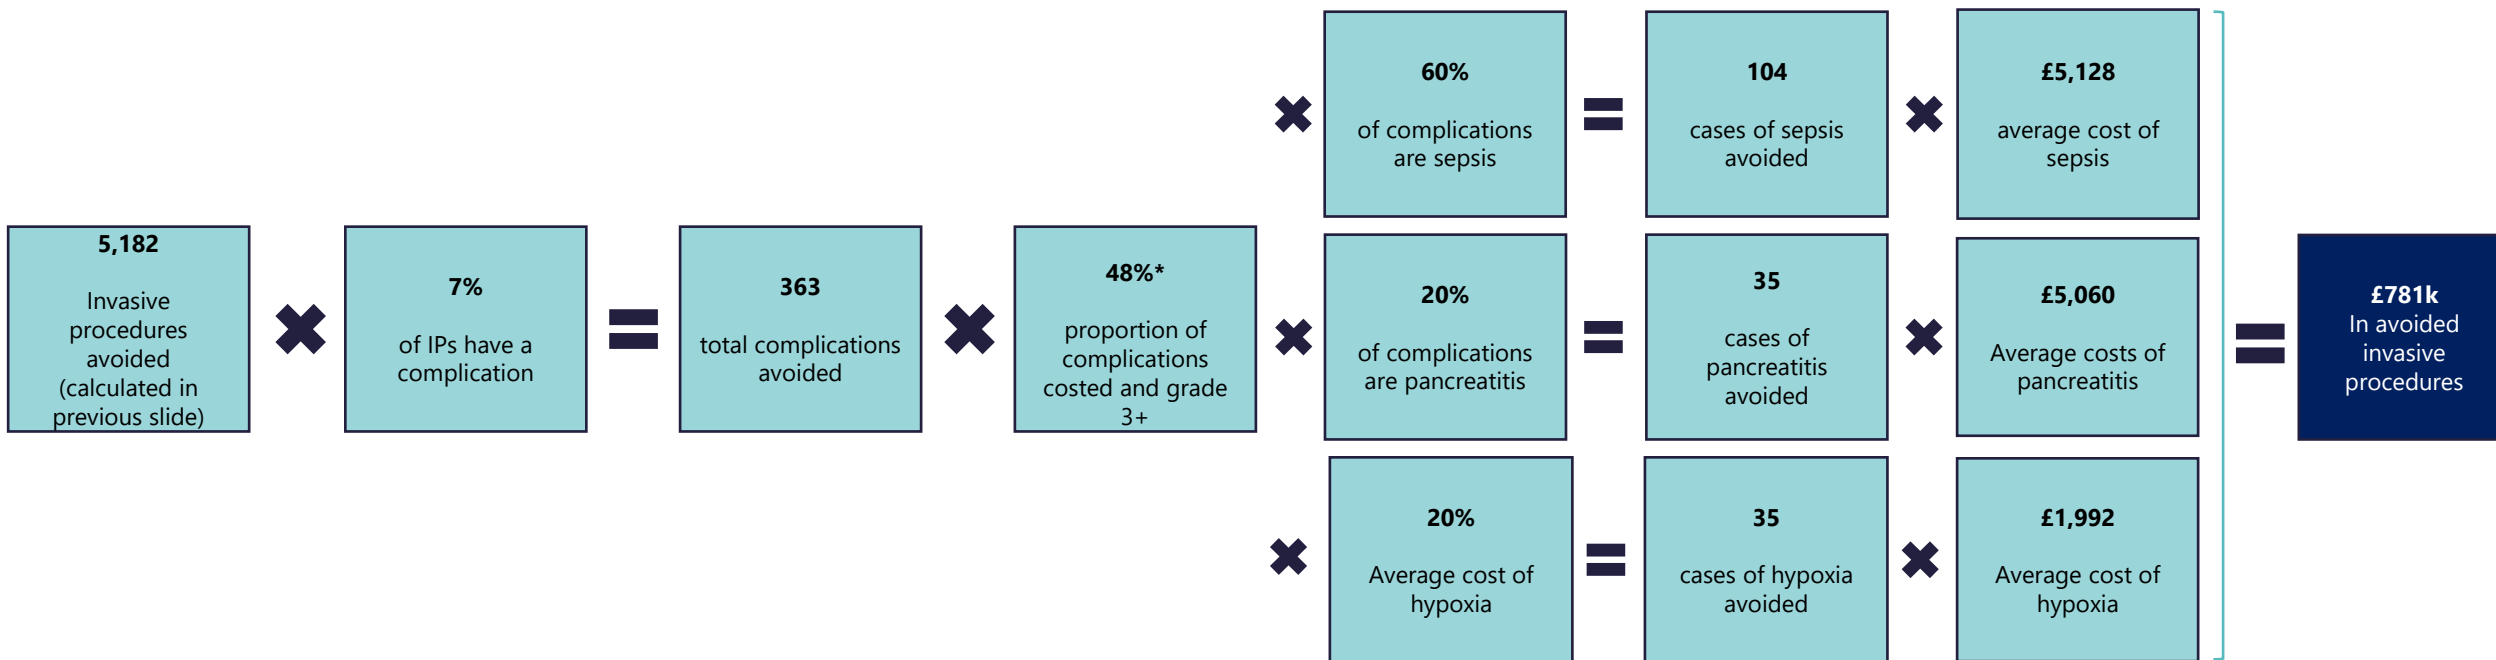 5,182
Invasive
procedures
avoided
(calculated in
previous slide)
7%
of IPs have a
complication
363
total complications
avoided
48%*
proportion of
complications
costed and grade
3+
60%
of complications
are sepsis
104
cases of sepsis
avoided
£5,128
average cost of
sepsis
20%
of complications
are pancreatitis
35
cases of
pancreatitis
avoided
£5,060
Average costs of
pancreatitis
20%
Average cost of
hypoxia
35
cases of hypoxia
avoided
£1,992
Average cost of
hypoxia
£781k
In avoided
invasive
procedures